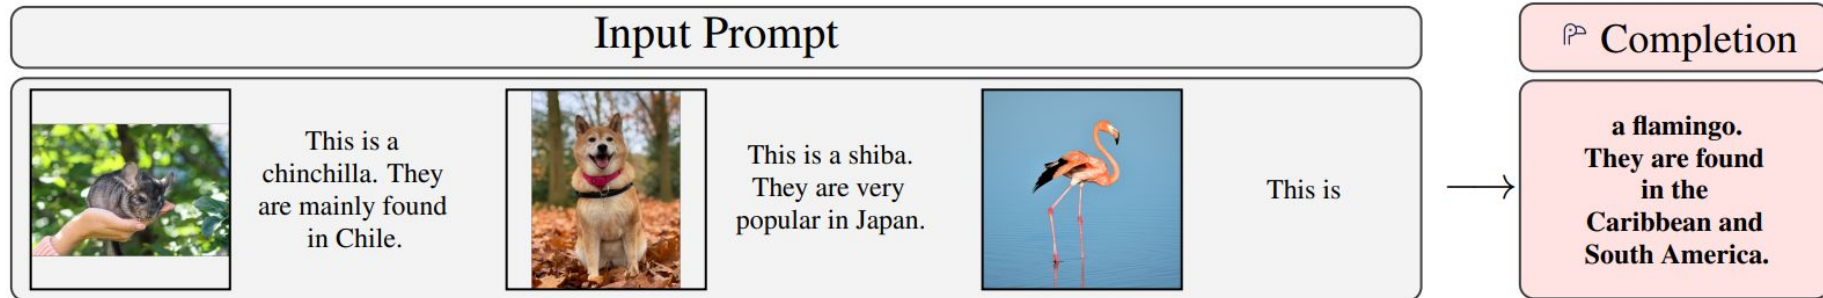 Input Prompt
Completion
This is a
chinchilla. They
are mainly found
in Chile.
This is a shiba.
They are very
popular in Japan.
This is
a flamingo.
They are found
in the
Caribbean and
South America.